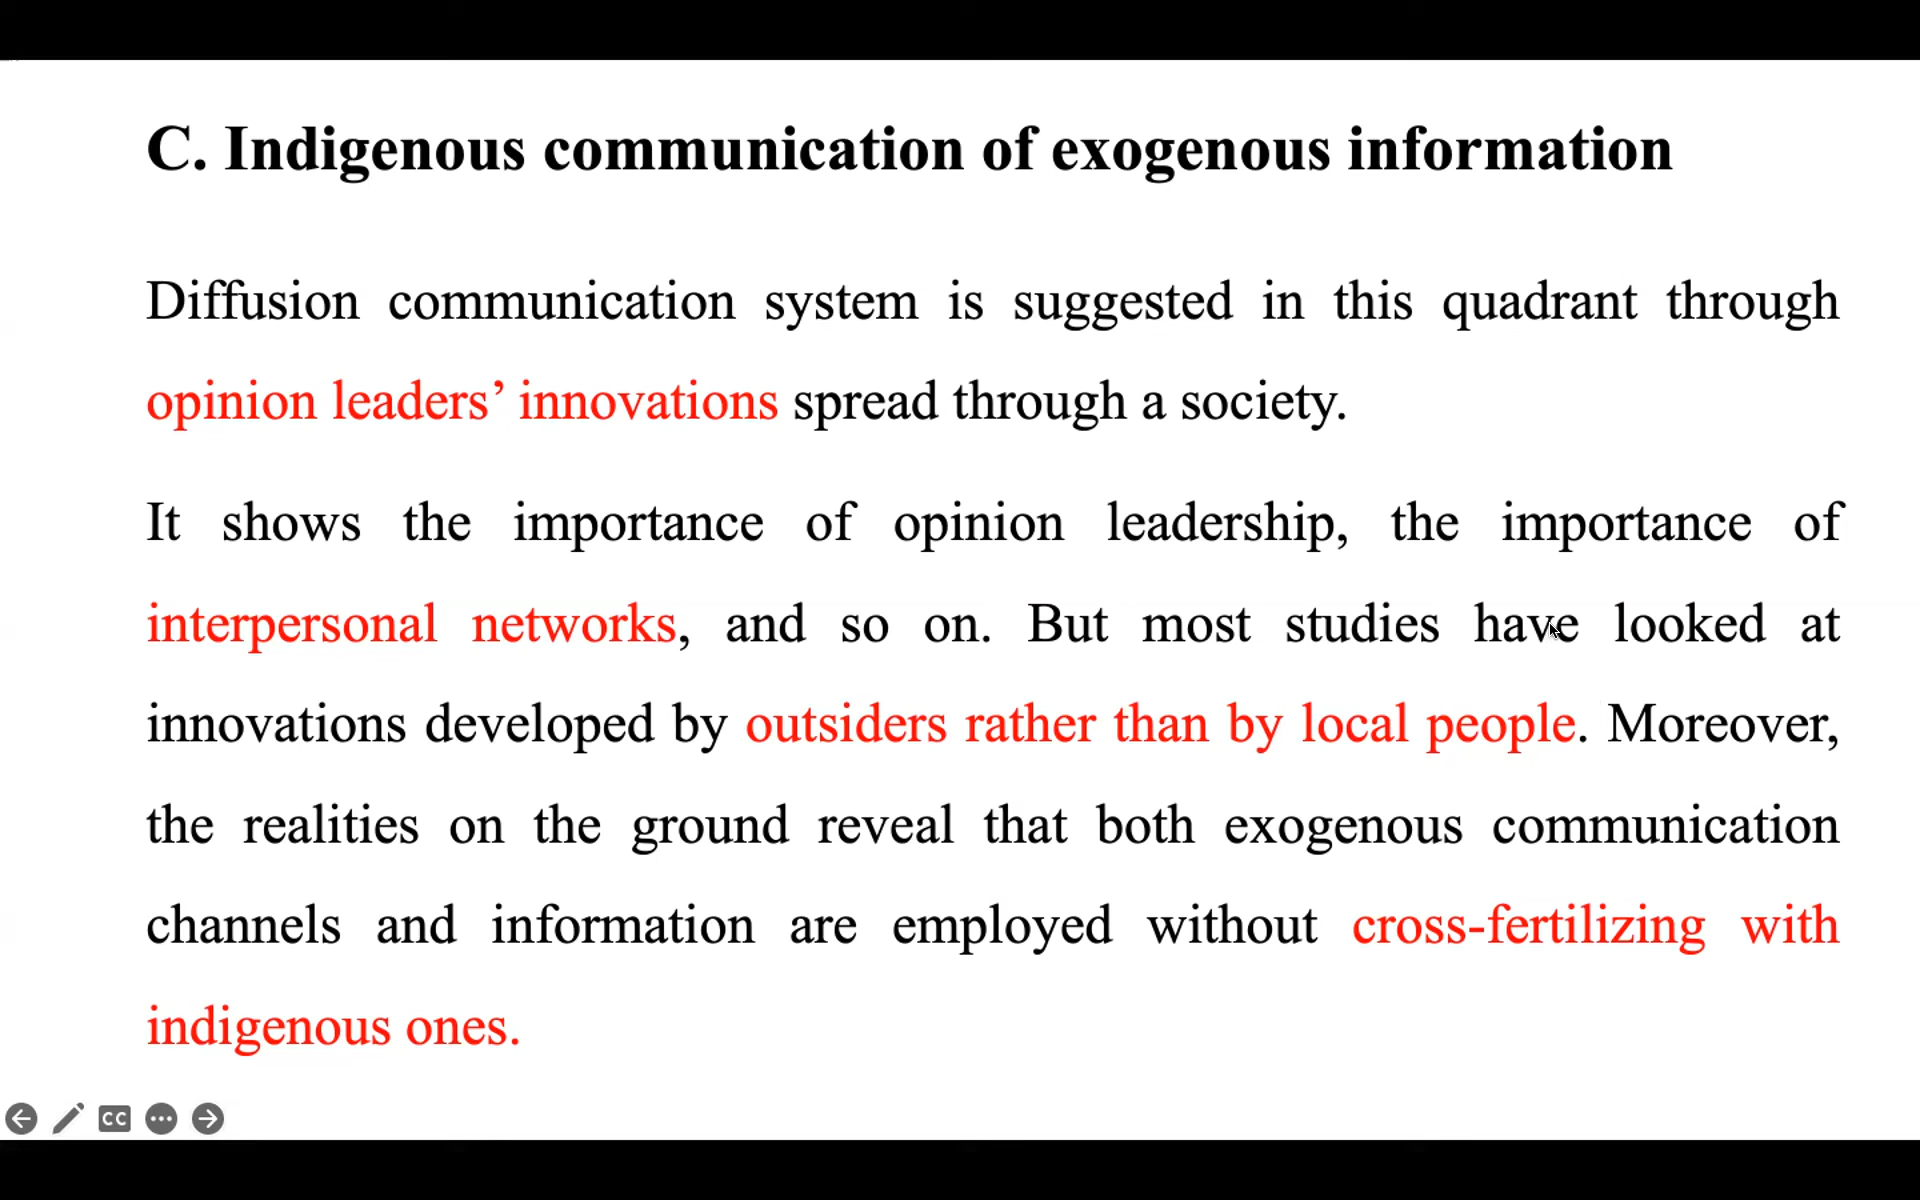 C. Indigenous communication of exogenous information
Diffusion communication system is suggested in this quadrant through
opinion leaders’ innovations spread through a society.
It shows the importance of opinion leadership, the importance of
interpersonal networks, and so on. But most studies have looked at
innovations developed by outsiders rather than by local people. Moreover,
the realities on the ground reveal that both exogenous communication
channels and information are employed without cross-fertilizing with
indigenous ones.
CC